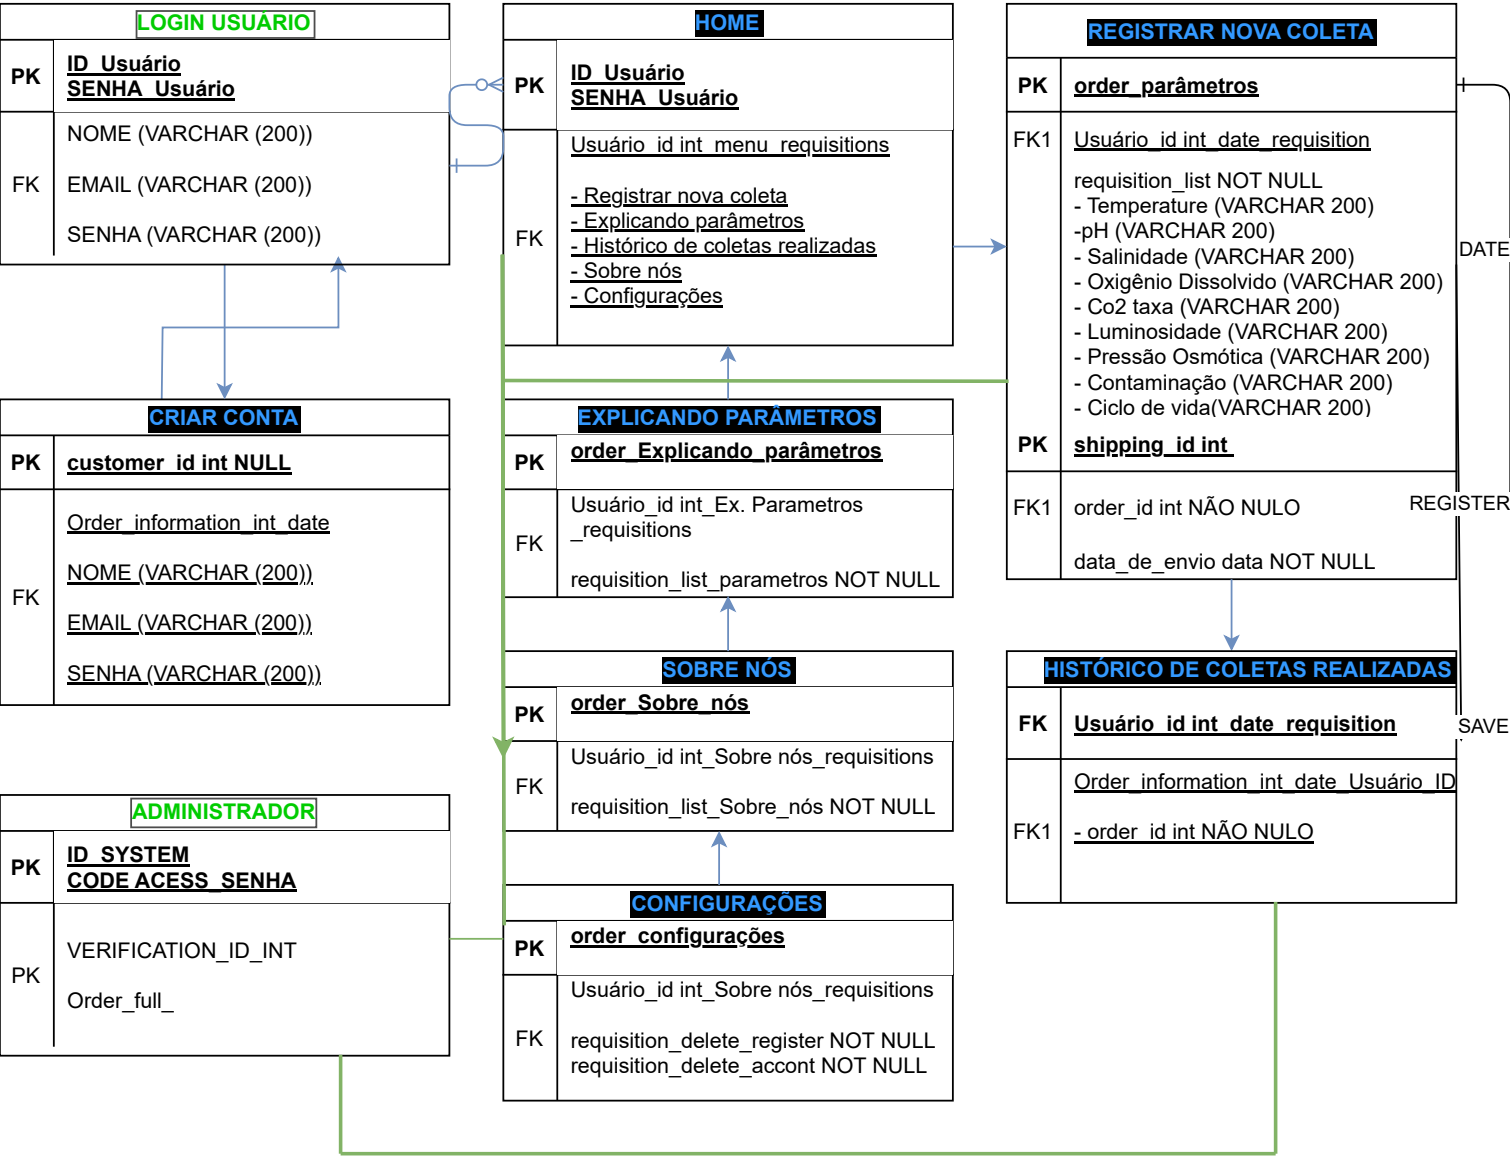 LOGIN USUÁRIO
PK
ID_Usuário
SENHA_Usuário
FK
NOME (VARCHAR (200))
EMAIL (VARCHAR (200))
SENHA (VARCHAR (200))
HOME
PK
ID_Usuário
SENHA_Usuário
FK
Usuário_id int_menu_requisitions
- Registrar nova coleta
- Explicando parâmetros
- Histórico de coletas realizadas
- Sobre nós
- Configurações
REGISTRAR NOVA COLETA
PK
order_parâmetros
FK1
Usuário_id int_date_requisition
requisition_list NOT NULL
- Temperature (VARCHAR 200)
-pH (VARCHAR 200)
- Salinidade (VARCHAR 200)
- Oxigênio Dissolvido (VARCHAR 200)
- Co2 taxa (VARCHAR 200)
- Luminosidade (VARCHAR 200)
- Pressão Osmótica (VARCHAR 200)
- Contaminação (VARCHAR 200)
- Ciclo de vida(VARCHAR 200)
PK
shipping_id int
FK1
order_id int NÃO NULO
data_de_envio data NOT NULL
DATE
REGISTER
SAVE
CRIAR CONTA
PK
customer_id int NULL
FK
Order_information_int_date
NOME (VARCHAR (200))
EMAIL (VARCHAR (200))
SENHA (VARCHAR (200))
EXPLICANDO PARÂMETROS
PK
order_Explicando_parâmetros
FK
Usuário_id int_Ex. Parametros
_requisitions
requisition_list_parametros NOT NULL
SOBRE NÓS
PK
order_Sobre_nós
FK
Usuário_id int_Sobre nós_requisitions
requisition_list_Sobre_nós NOT NULL
HISTÓRICO DE COLETAS REALIZADAS
FK
Usuário_id int_date_requisition
FK1
Order_information_int_date_Usuário_ID
- order_id int NÃO NULO
ADMINISTRADOR
PK
ID_SYSTEM
CODE ACESS_SENHA
PK
VERIFICATION_ID_INT
Order_full_
CONFIGURAÇÕES
PK
order_configurações
FK
Usuário_id int_Sobre nós_requisitions
requisition_delete_register NOT NULL
requisition_delete_accont NOT NULL